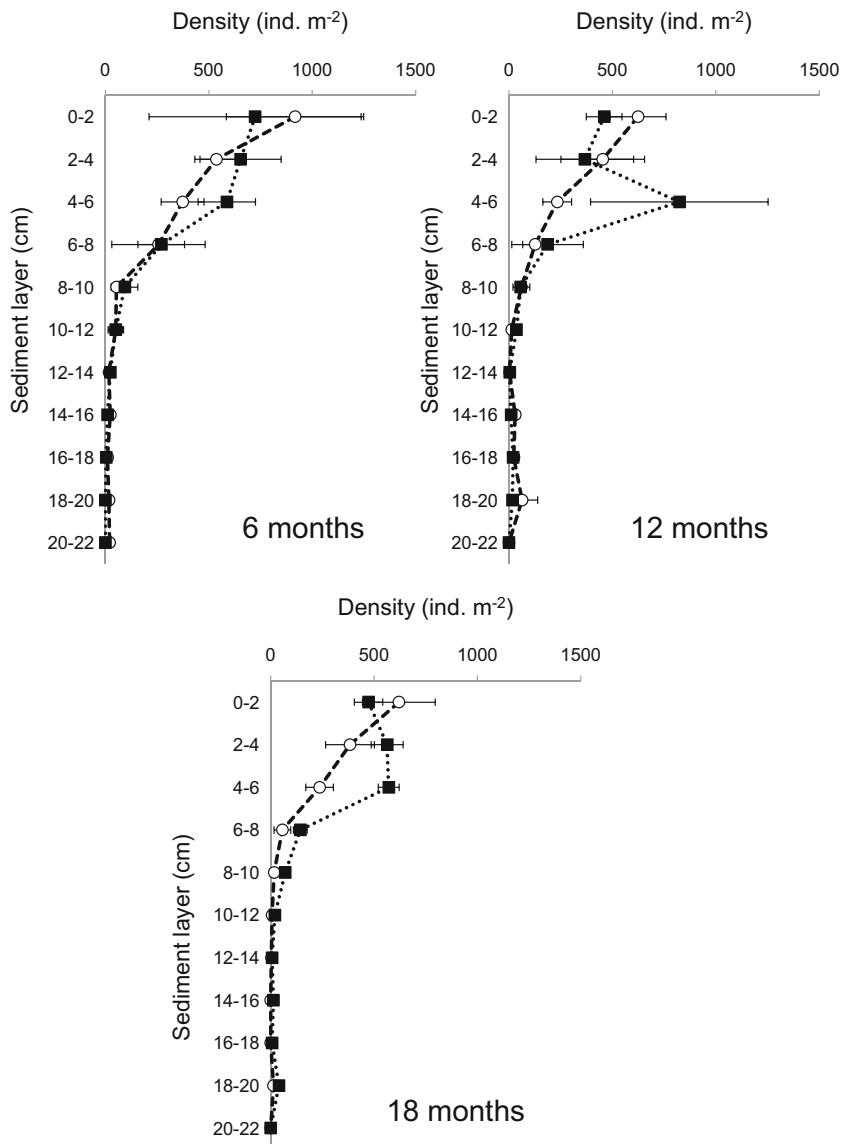 Density (ind. m-2)
0 500 1000 1500
Sediment layer (cm)
0-2
2-4
4-6
6-8
8-10
10-12
12-14
14-16
16-18
18-20
20-22
6 months
Density (ind. m-2)
0 500 1000 1500
Sediment layer (cm)
0-2
2-4
4-6
6-8
8-10
10-12
12-14
14-16
16-18
18-20
20-22
12 months
Density (ind. m-2)
0 500 1000 1500
Sediment layer (cm)
0-2
2-4
4-6
6-8
8-10
10-12
12-14
14-16
16-18
18-20
20-22
18 months